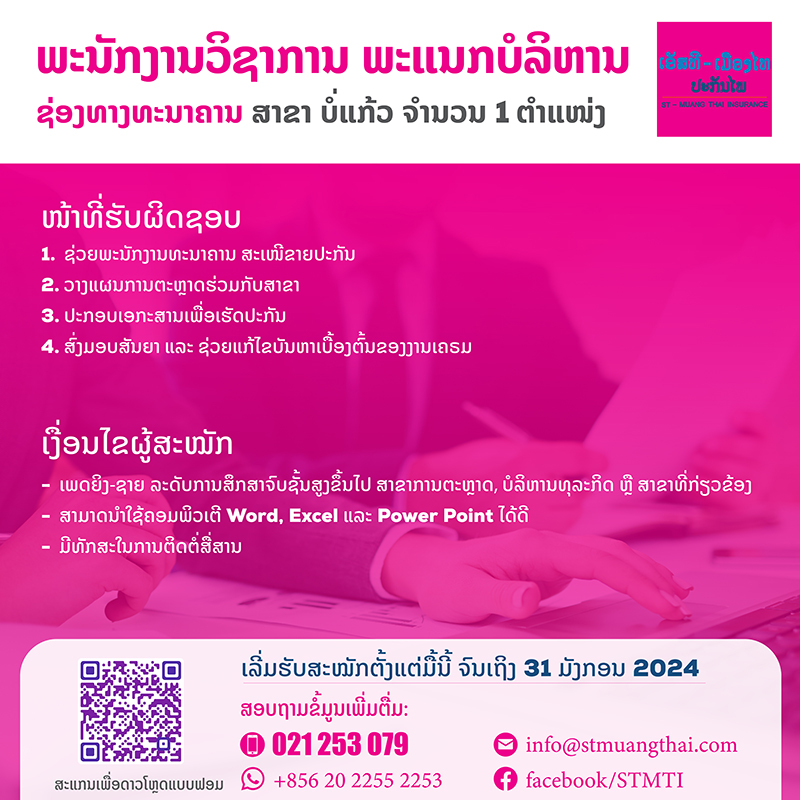 ພະນັກງານວິຊາການ ພະແນກບໍລິຫານ
ຊ່ອງທາງທະນາຄານ ສາຂາ ບໍ່ແກ້ວ ຈຳນວນ 1 ຕຳແໜ່ງ
ເອັສທີ - ເມືອງໄທ
ປະກັນໄພ
ST - MUANG THAI INSURANCE
ໜ້າທີ່ຮັບຜິດຊອບ
1. ຊ່ວຍພະນັກງານທະນາຄານ ສະເໜີຂາຍປະກັນ
2. ວາງແຜນການຕະຫຼາດຮ່ວມກັບສາຂາ
3. ປະກອບເອກະສານເພື່ອເຮັດປະກັນ
4. ສົ່ງມອບສັນຍາ ແລະ ຊ່ວຍແກ້ໄຂບັນຫາເບື້ອງຕົ້ນຂອງງານເຄຣມ
ເງື່ອນໄຂຜູ້ສະໝັກ
- ເພດຍິງ-ຊາຍ ລະດັບການສຶກສາຈົບຊັ້ນສູງຂຶ້ນໄປ ສາຂາການຕະຫຼາດ, ບໍລິຫານທຸລະກິດ ຫຼື ສາຂາທີ່ກ່ຽວຂ້ອງ
- ສາມາດນຳໃຊ້ຄອມພິວເຕີ Word, Excel ແລະ Power Point ໄດ້ດີ
- ມີທັກສະໃນການຕິດຕໍ່ສື່ສານ
ເລີ່ມຮັບສະໝັກຕັ້ງແຕ່ມື້ນີ້ ຈົນເຖິງ 31 ມັງກອນ 2024
ສອບຖາມຂໍ້ມູນເພີ່ມຕື່ມ:
021 253 079
info@stmuangthai.com
+856 20 2255 2253
facebook/STMTI
ສະແກນເພື່ອດາວໂຫຼດແບບຟອມ